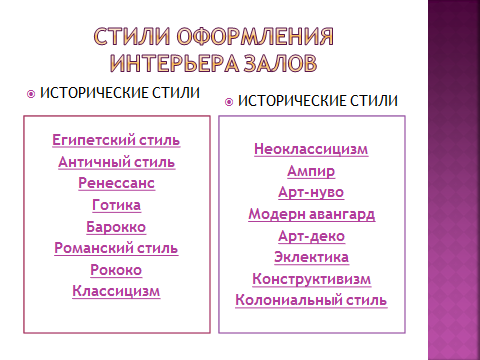 СТИЛИ ОФОРМЛЕНИЯ
ИНТЕРЬЕРА ЗАЛОВ
ИСТОРИЧЕСКИЕ СТИЛИ
Египетский стиль
Античный стиль
Ренессанс
Готика
Барокко
Романский стиль
Рококо
Классицизм
ИСТОРИЧЕСКИЕ СТИЛИ
Неоклассицизм
Ампир
Арт-нуво
Модерн авангард
Арт-деко
Эклектика
Конструктивизм
Колониальный стиль